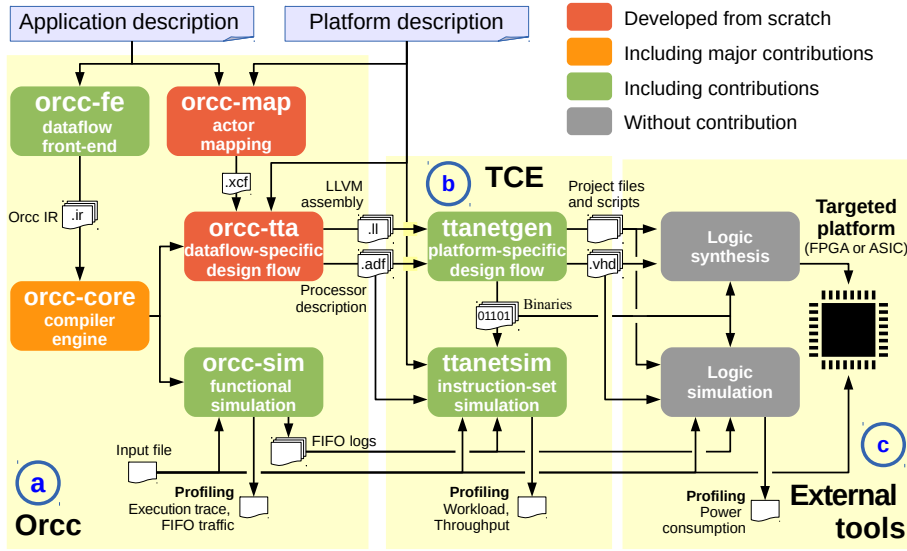 Application description
Platform description
Developed from scratch
Including major contributions
Including contributions
Without contribution
orcc-fe
dataflow
front-end
orcc-map
actor
mapping
.xcf
Orcc IR
.ir
orcc-core
compiler
engine
orcc-tta
dataflow-specific
design flow
LLVM
assembly
.ll
.adf
Processor
description
orcc-sim
functional
simulation
FIFO logs
Input file
Profiling
Execution trace,
FIFO traffic
a
Orcc
b
TCE
ttanetgen
platform-specific
design flow
Project files
and scripts
.vhd
01101
Binaries
ttanetsim
instruction-set
simulation
Profiling
Workload,
Throughput
Logic
synthesis
Targeted
platform
(FPGA or ASIC)
Logic
simulation
Profiling
Power
consumption
c
External
tools